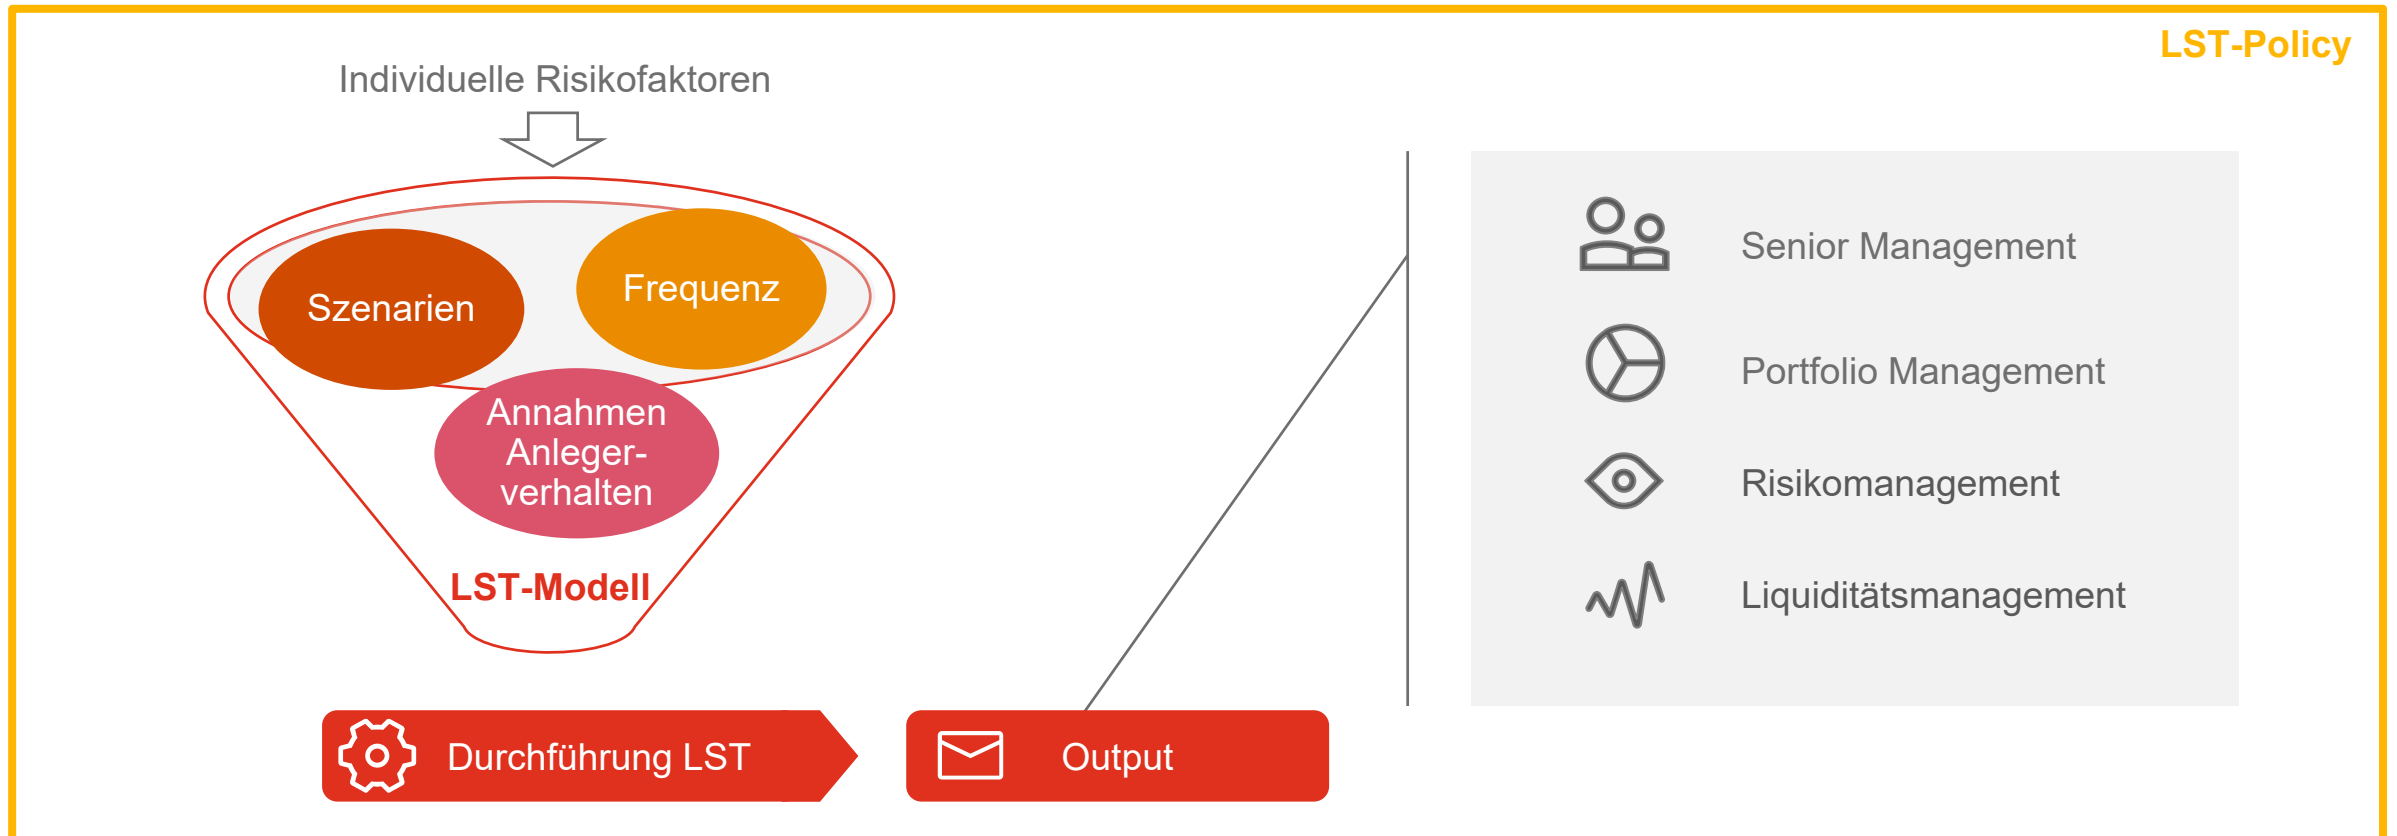 LST-Policy
Individuelle Risikofaktoren
Szenarien
Frequenz
Annahmen
Anleger-
verhalten
LST-Modell
Durchführung LST
Output
Senior Management
Portfolio Management
Risikomanagement
Liquiditätsmanagement